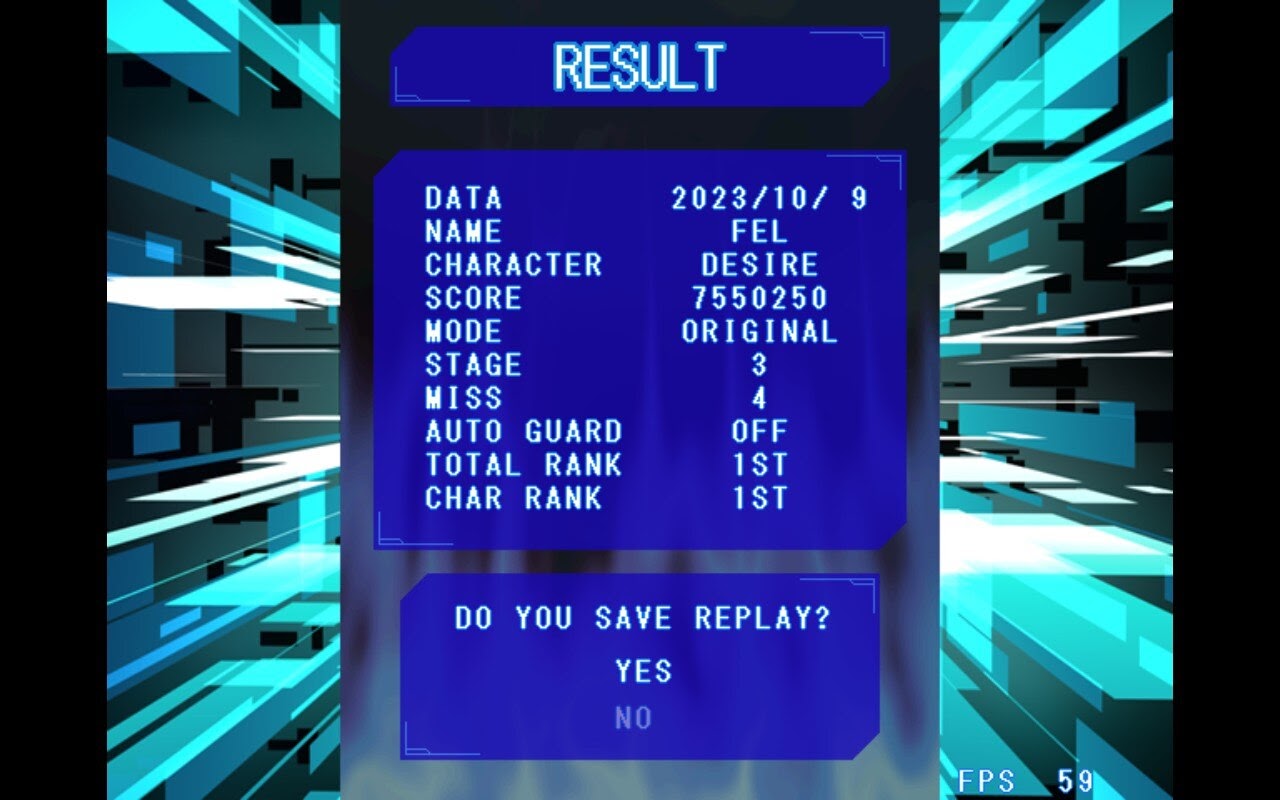 RESULT
DATA 2023/10/ 9
NAME FEL
CHARACTER DESIRE
SCORE 7550250
MODE ORIGINAL
STAGE 3
MISS 4
AUTO GUARD OFF
TOTAL RANK 1ST
CHAR RANK 1ST
DO YOU SAVE REPLAY?
YES
NO
FPS 59